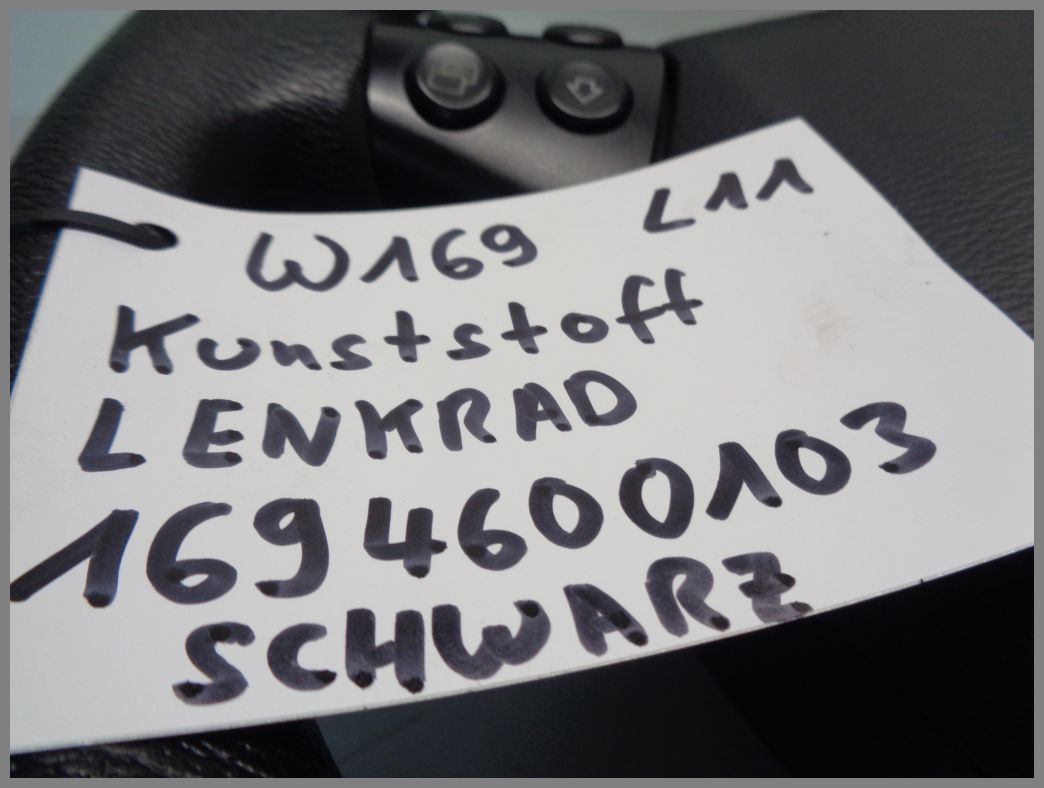 W169 L11
Kunststoff
LENKRAD
1694600103
SCHWARZ